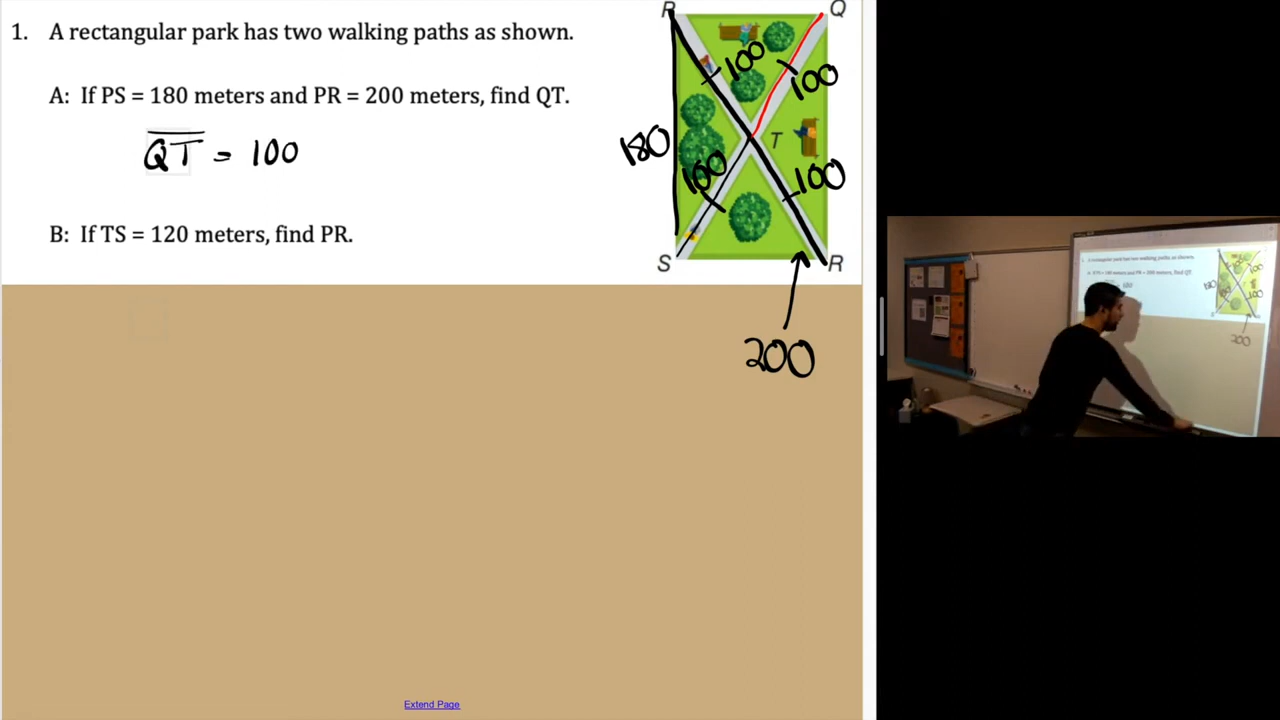 1. A rectangular park has two walking paths as shown.
A: If PS = 180 meters and PR = 200 meters, find QT.
QT = 100
B: If TS = 120 meters, find PR.
Q
100
100
180
T
100
100
S
R
200
Extend Page